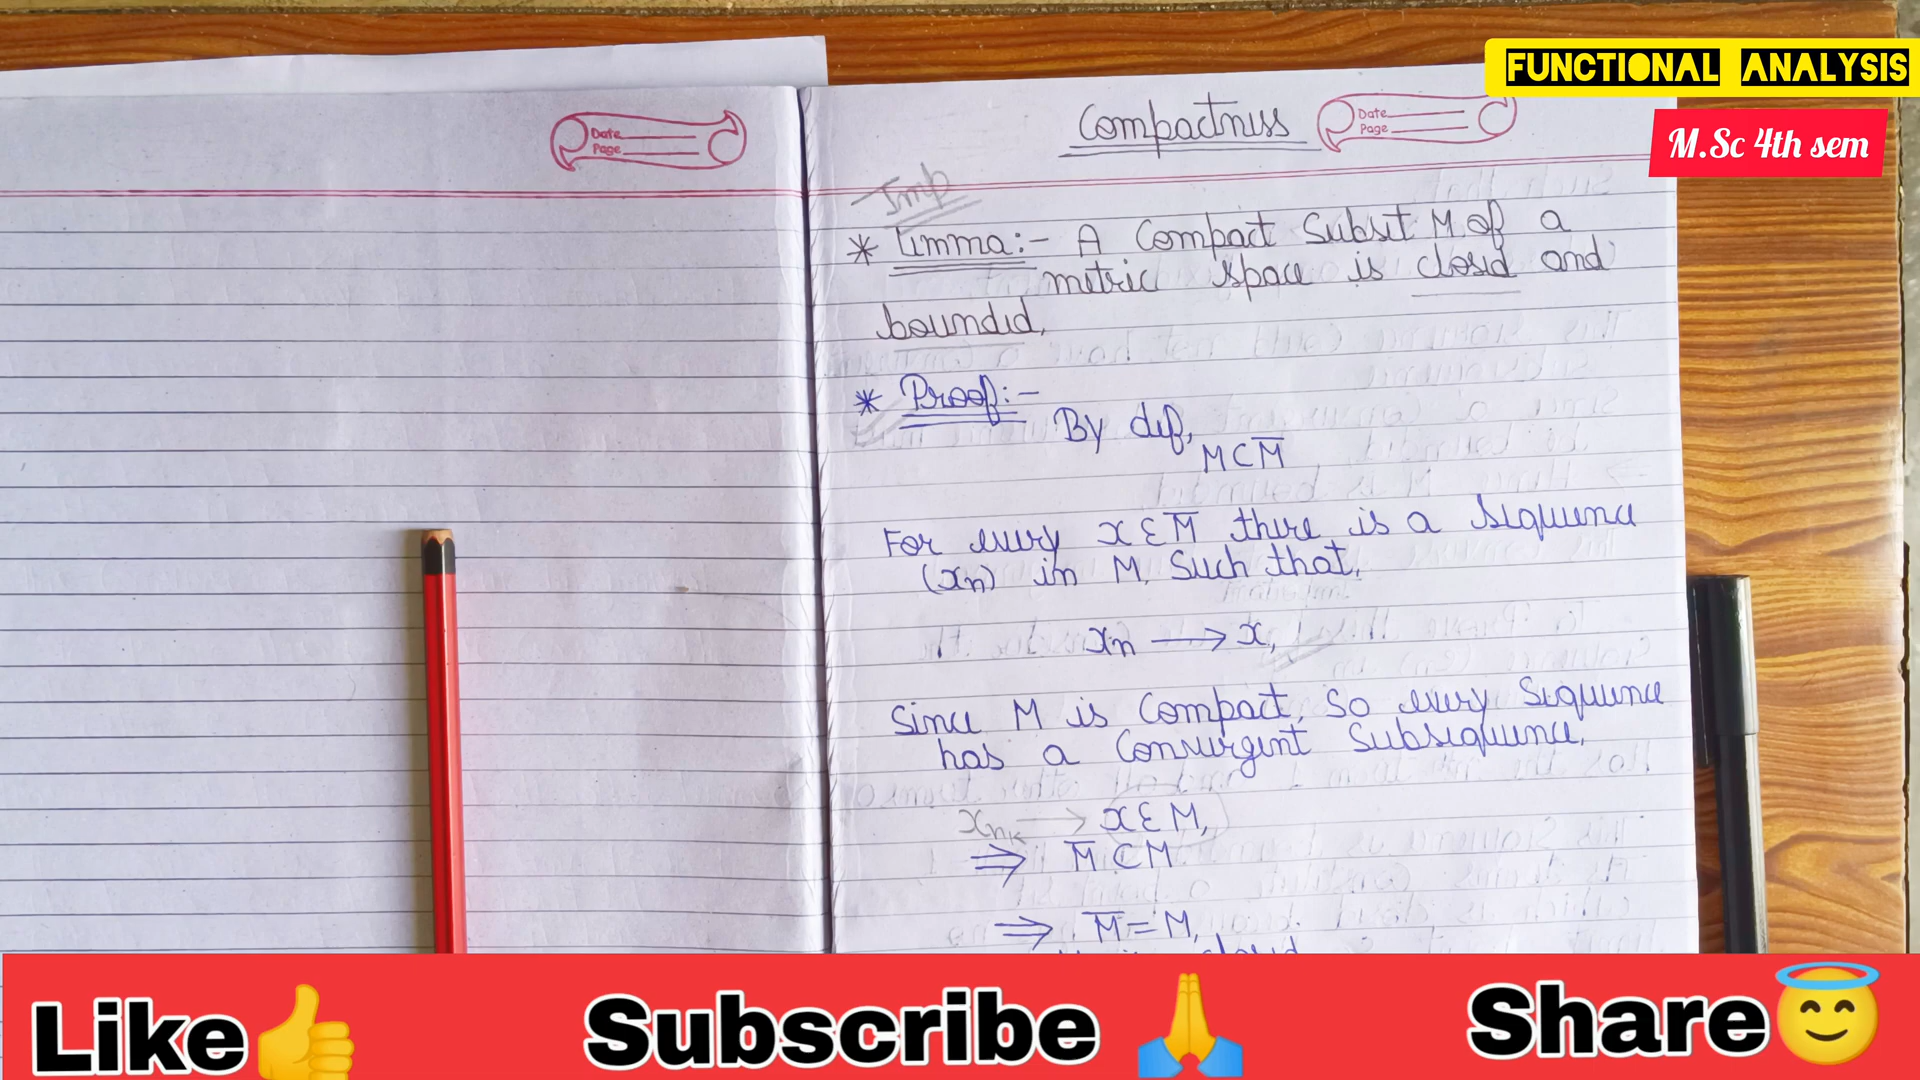 FUNCTIONAL ANALYSIS
M.Sc 4th sem
Date
Page
Compactness
Date
Page
Imp
* Lemma:- A Compact Subset M of a
metric space is closed and
bounded.
* Proof:-
By def,
M⊂M̅
For every x ∈ M̅ there is a sequence
(xₙ) in M, Such that,
xₙ → x,
Since M is Compact, So every Sequence
has a Convergent Subsequence,
xₙₖ → x ∈ M,
⇒ M̅ ⊂ M
⇒ M̅ = M,
closed
Like👍
Subscribe 🙏
Share😇